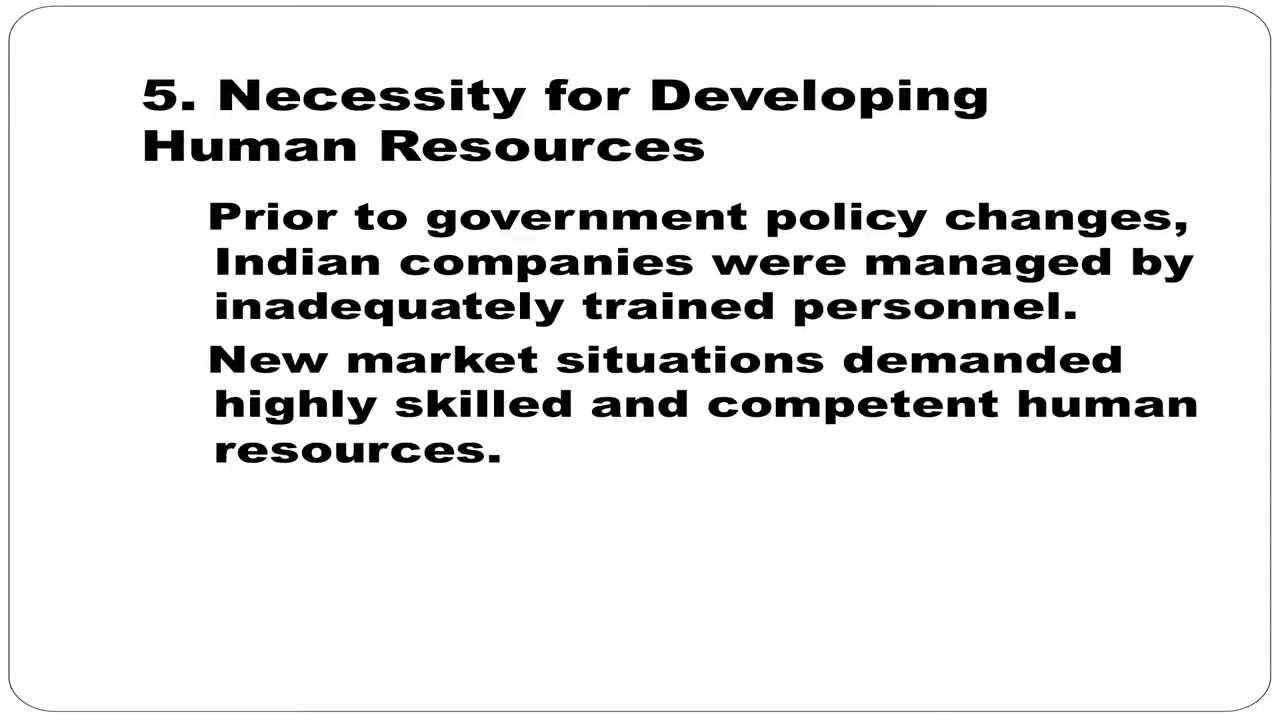 5. Necessity for Developing
Human Resources
Prior to government policy changes,
Indian companies were managed by
inadequately trained personnel.
New market situations demanded
highly skilled and competent human
resources.